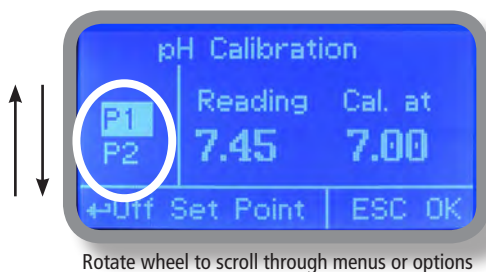 pH Calibration
Reading Cal. at
P1
P2 7.45 7.00
↵Off Set Point ESC OK
Rotate wheel to scroll through menus or options